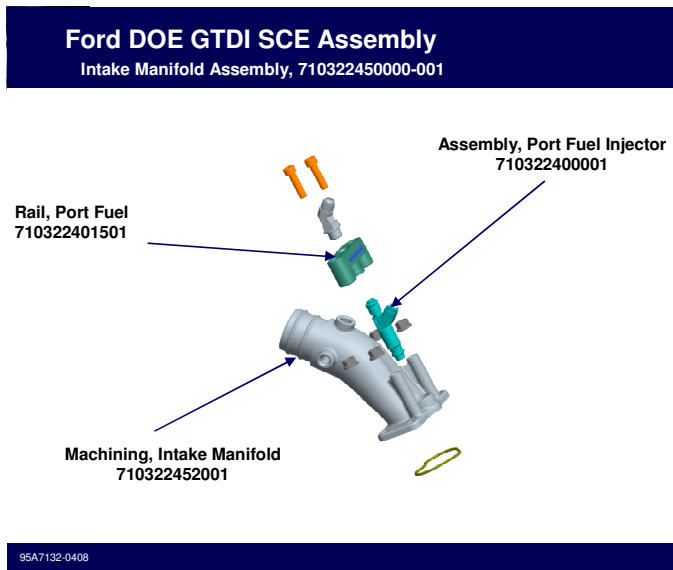 Ford DOE GTDI SCE Assembly
Intake Manifold Assembly, 710322450000-001
Assembly, Port Fuel Injector
710322400001
Rail, Port Fuel
710322401501
Machining, Intake Manifold
710322452001
95A7132-0408